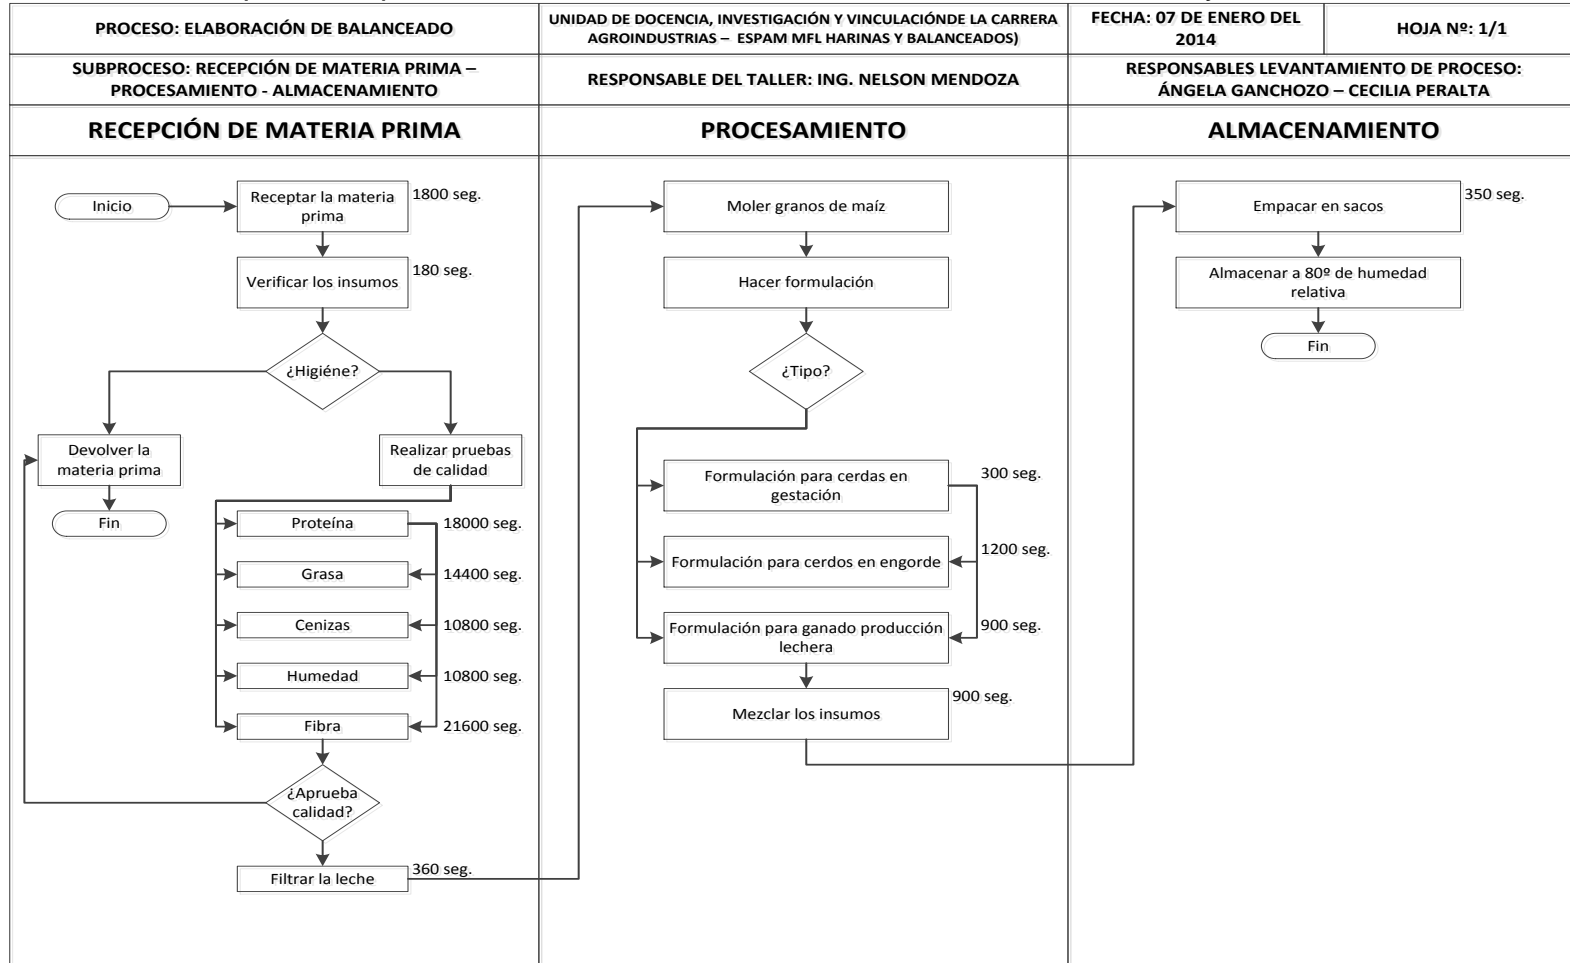 PROCESO: ELABORACIÓN DE BALANCEADO
UNIDAD DE DOCENCIA, INVESTIGACIÓN Y VINCULACIÓNDE LA CARRERA
AGROINDUSTRIAS – ESPAM MFL HARINAS Y BALANCEADOS)
FECHA: 07 DE ENERO DEL
2014
HOJA Nº: 1/1
SUBPROCESO: RECEPCIÓN DE MATERIA PRIMA –
PROCESAMIENTO - ALMACENAMIENTO
RESPONSABLE DEL TALLER: ING. NELSON MENDOZA
RESPONSABLES LEVANTAMIENTO DE PROCESO:
ÁNGELA GANCHOZO – CECILIA PERALTA
RECEPCIÓN DE MATERIA PRIMA
PROCESAMIENTO
ALMACENAMIENTO
Inicio
Receptar la materia
prima
1800 seg.
Verificar los insumos
180 seg.
¿Higiéne?
Devolver la
materia prima
Fin
Realizar pruebas
de calidad
Proteína
18000 seg.
Grasa
14400 seg.
Cenizas
10800 seg.
Humedad
10800 seg.
Fibra
21600 seg.
¿Aprueba
calidad?
Filtrar la leche
360 seg.
Moler granos de maíz
Hacer formulación
¿Tipo?
Formulación para cerdas en
gestación
300 seg.
Formulación para cerdos en engorde
1200 seg.
Formulación para ganado producción
lechera
900 seg.
Mezclar los insumos
900 seg.
Empacar en sacos
350 seg.
Almacenar a 80º de humedad
relativa
Fin